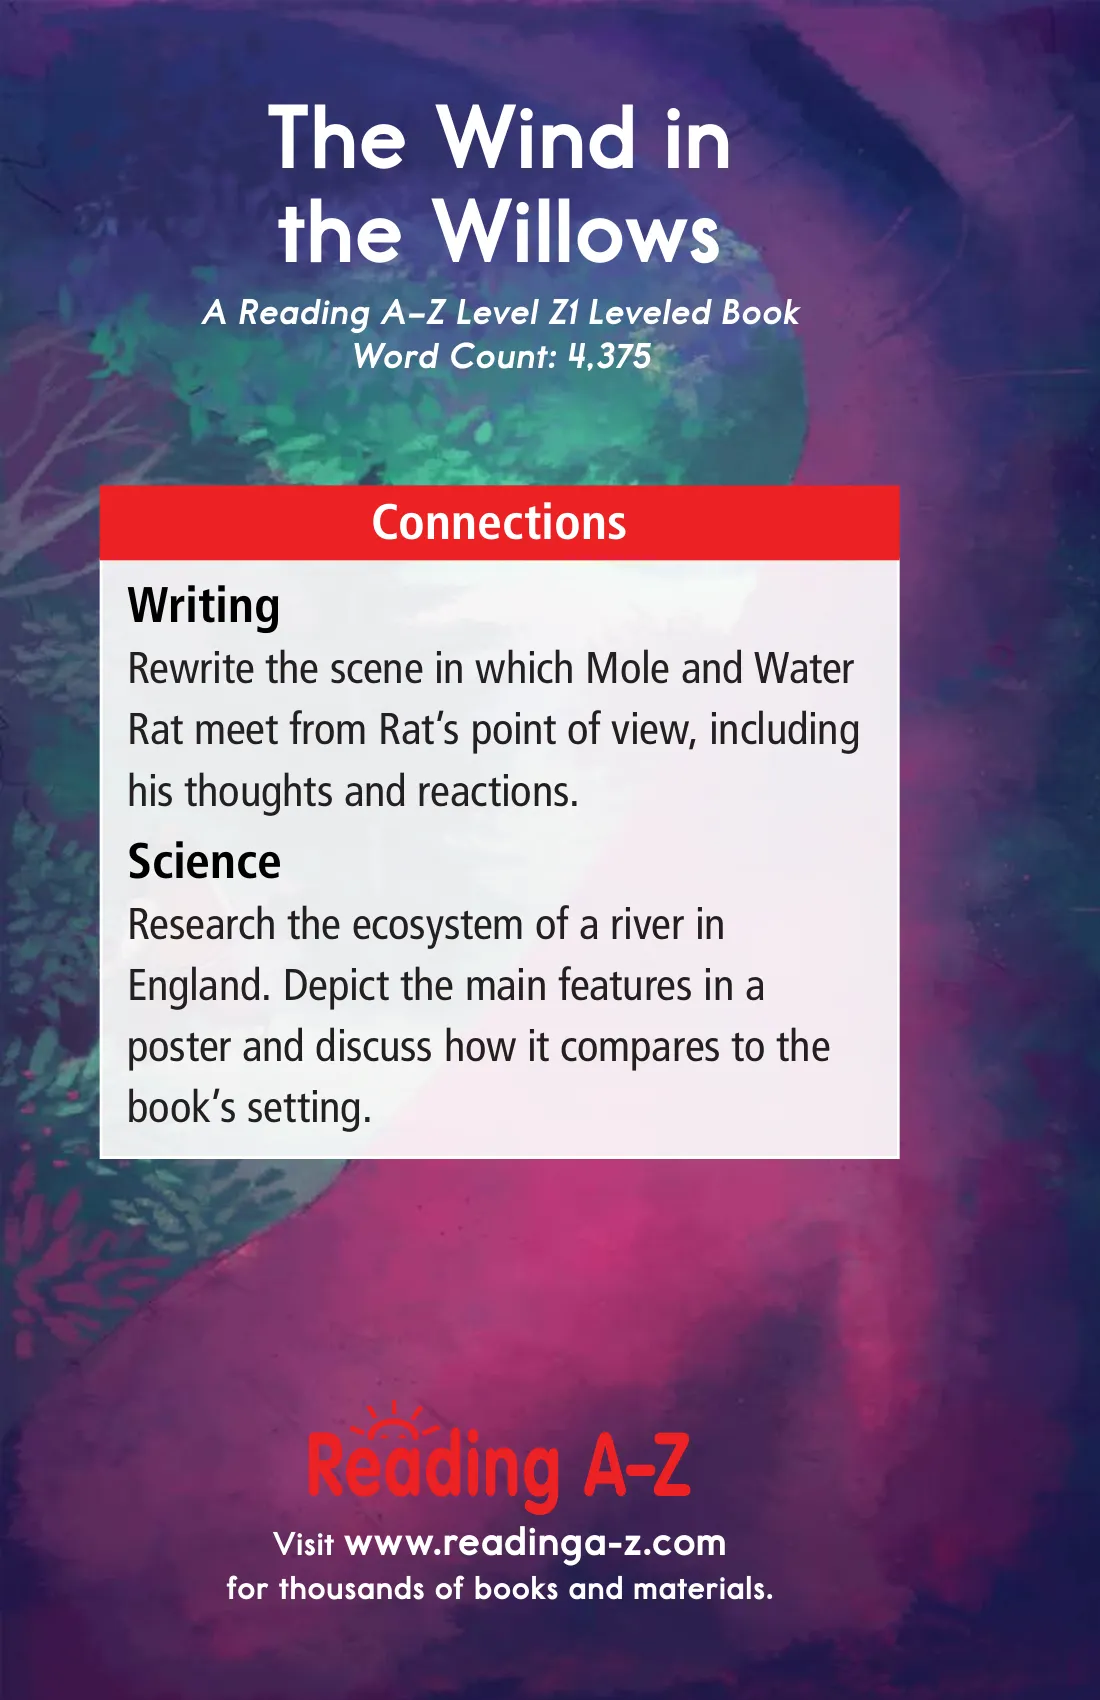 The Wind in
the Willows
A Reading A–Z Level Z1 Leveled Book
Word Count: 4,375
Connections
Writing
Rewrite the scene in which Mole and Water
Rat meet from Rat’s point of view, including
his thoughts and reactions.
Science
Research the ecosystem of a river in
England. Depict the main features in a
poster and discuss how it compares to the
book’s setting.
Reading A–Z
Visit www.readinga-z.com
for thousands of books and materials.